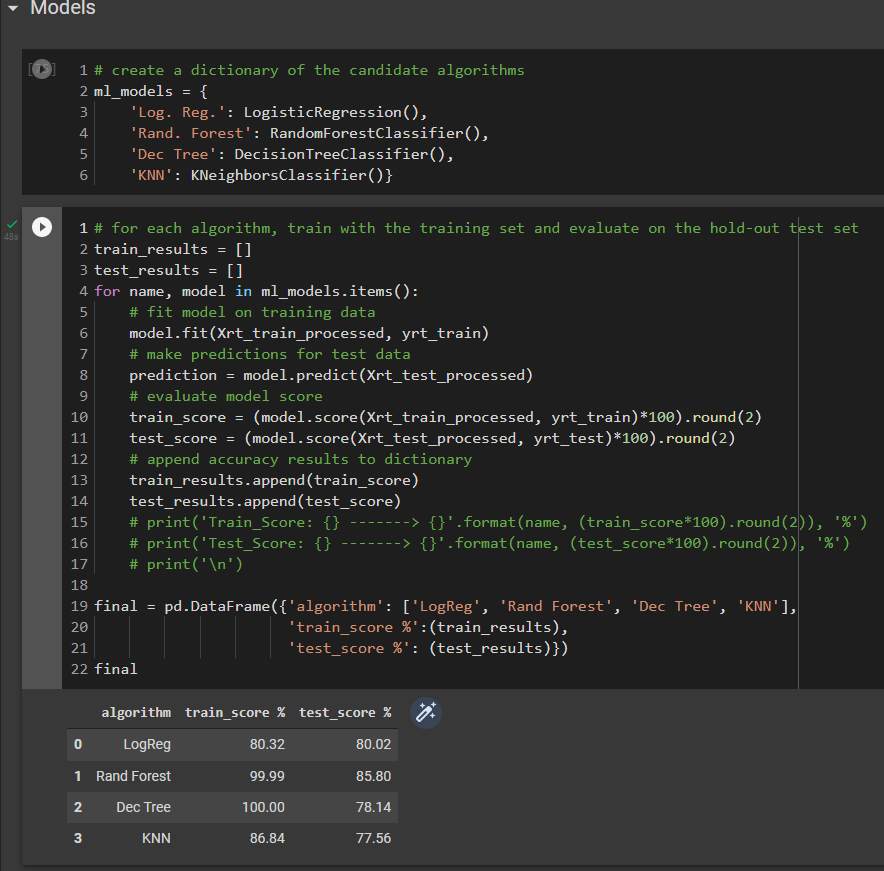 Models
1 # create a dictionary of the candidate algorithms
2 ml_models = {
3     'Log. Reg.': LogisticRegression(),
4     'Rand. Forest': RandomForestClassifier(),
5     'Dec Tree': DecisionTreeClassifier(),
6     'KNN': KNeighborsClassifier()}
48s
1 # for each algorithm, train with the training set and evaluate on the hold-out test set
2 train_results = []
3 test_results = []
4 for name, model in ml_models.items():
5     # fit model on training data
6     model.fit(Xrt_train_processed, yrt_train)
7     # make predictions for test data
8     prediction = model.predict(Xrt_test_processed)
9     # evaluate model score
10     train_score = (model.score(Xrt_train_processed, yrt_train)*100).round(2)
11     test_score = (model.score(Xrt_test_processed, yrt_test)*100).round(2)
12     # append accuracy results to dictionary
13     train_results.append(train_score)
14     test_results.append(test_score)
15     # print('Train_Score: {} -------> {}'.format(name, (train_score*100).round(2)), '%')
16     # print('Test_Score: {} -------> {}'.format(name, (test_score*100).round(2)), '%')
17     # print('\n')
18
19 final = pd.DataFrame({'algorithm': ['LogReg', 'Rand Forest', 'Dec Tree', 'KNN'],
20                       'train_score %':(train_results),
21                       'test_score %': (test_results)})
22 final
algorithm train_score % test_score %
0 LogReg 80.32 80.02
1 Rand Forest 99.99 85.80
2 Dec Tree 100.00 78.14
3 KNN 86.84 77.56